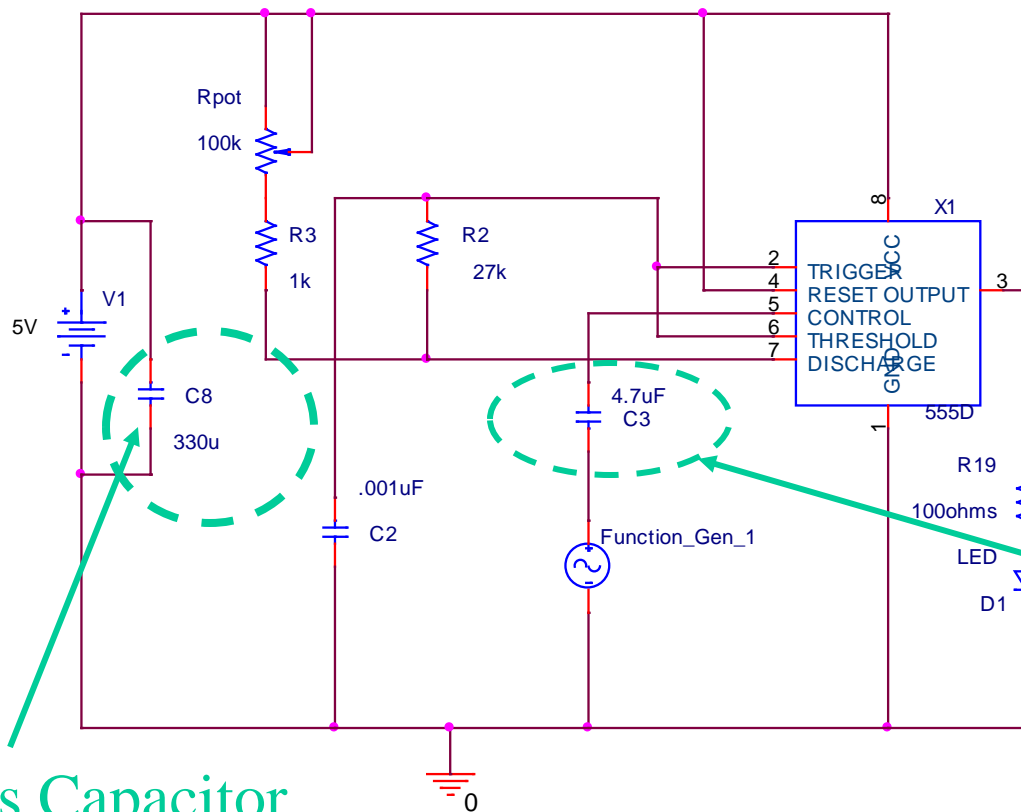 Rpot
100k
R3
1k
R2
27k
V1
5V
C8
330u
.001uF
C2
4.7uF
C3
Function_Gen_1
8
X1
VCC
2
TRIGGER
4
RESET OUTPUT
3
5
CONTROL
6
THRESHOLD
7
DISCHARGE
GND
555D
1
R19
100ohms
LED
D1
0
s Capacitor